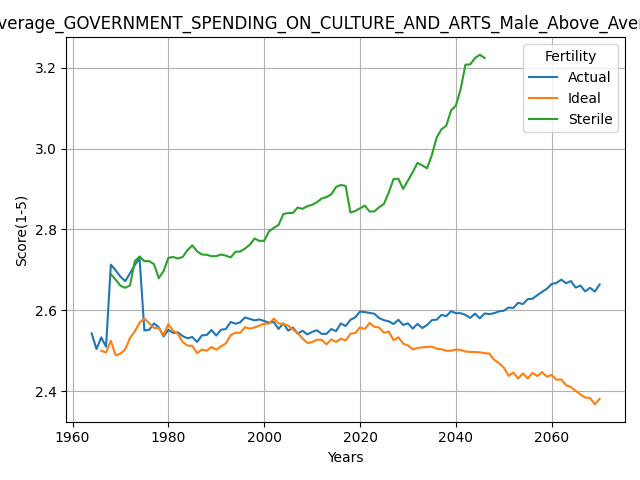 verage_GOVERNMENT_SPENDING_ON_CULTURE_AND_ARTS_Male_Above_Aver
Fertility
Actual
Ideal
Sterile
Score(1-5)
3.2
3.0
2.8
2.6
2.4
1960 1980 2000 2020 2040 2060
Years